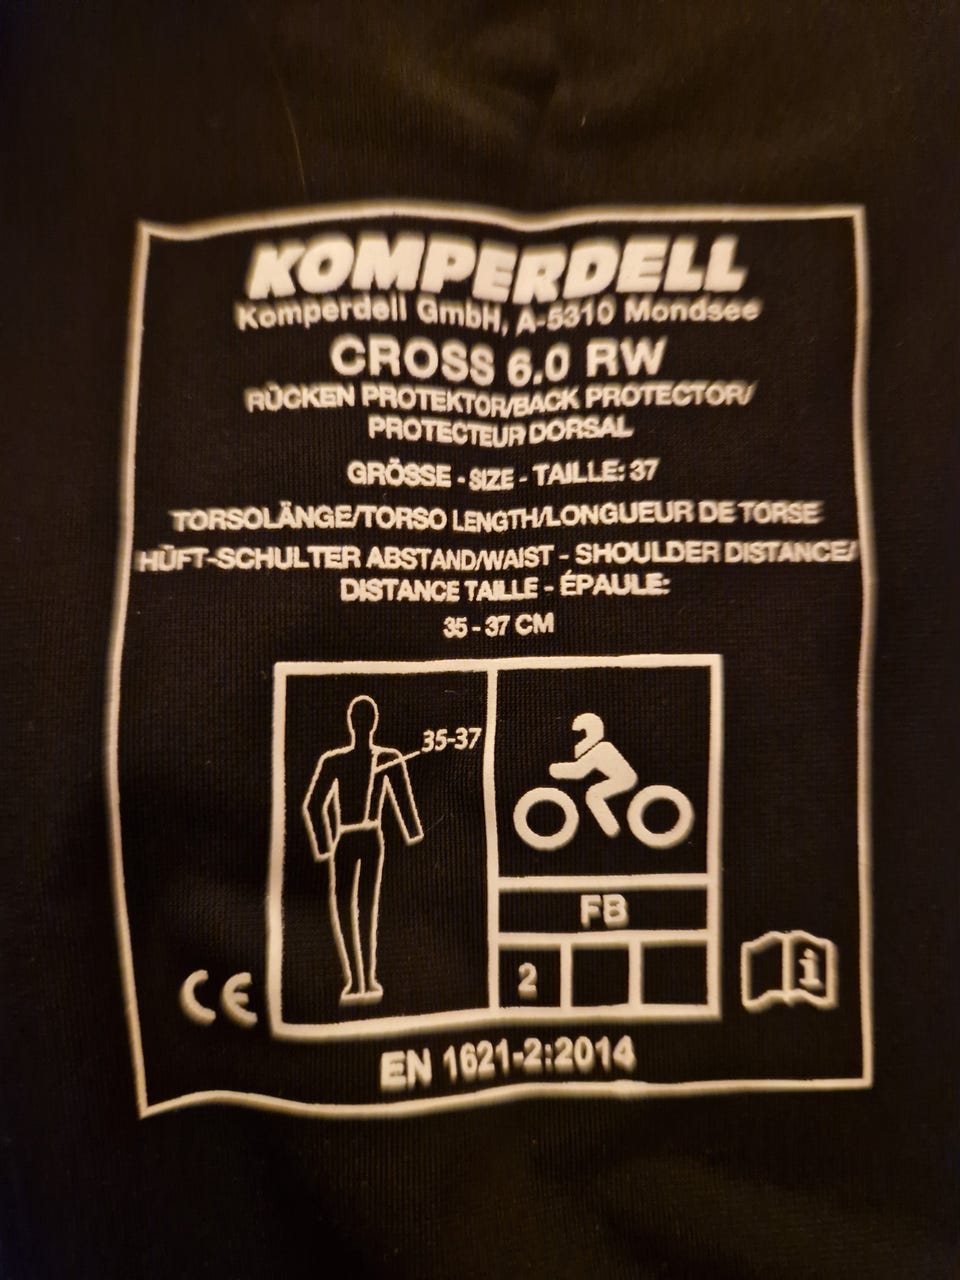 KOMPERDELL
Komperdell GmbH, A-5310 Mondsee
CROSS 6.0 RW
RÜCKEN PROTEKTOR/BACK PROTECTOR/
PROTECTEUR DORSAL
GRÖSSE - SIZE - TAILLE: 37
TORSOLÄNGE/TORSO LENGTH/LONGUEUR DE TORSE
HÜFT-SCHULTER ABSTAND/WAIST - SHOULDER DISTANCE/
DISTANCE TAILLE - ÉPAULE:
35 - 37 CM
35-37
FB
2
CE
i
EN 1621-2:2014